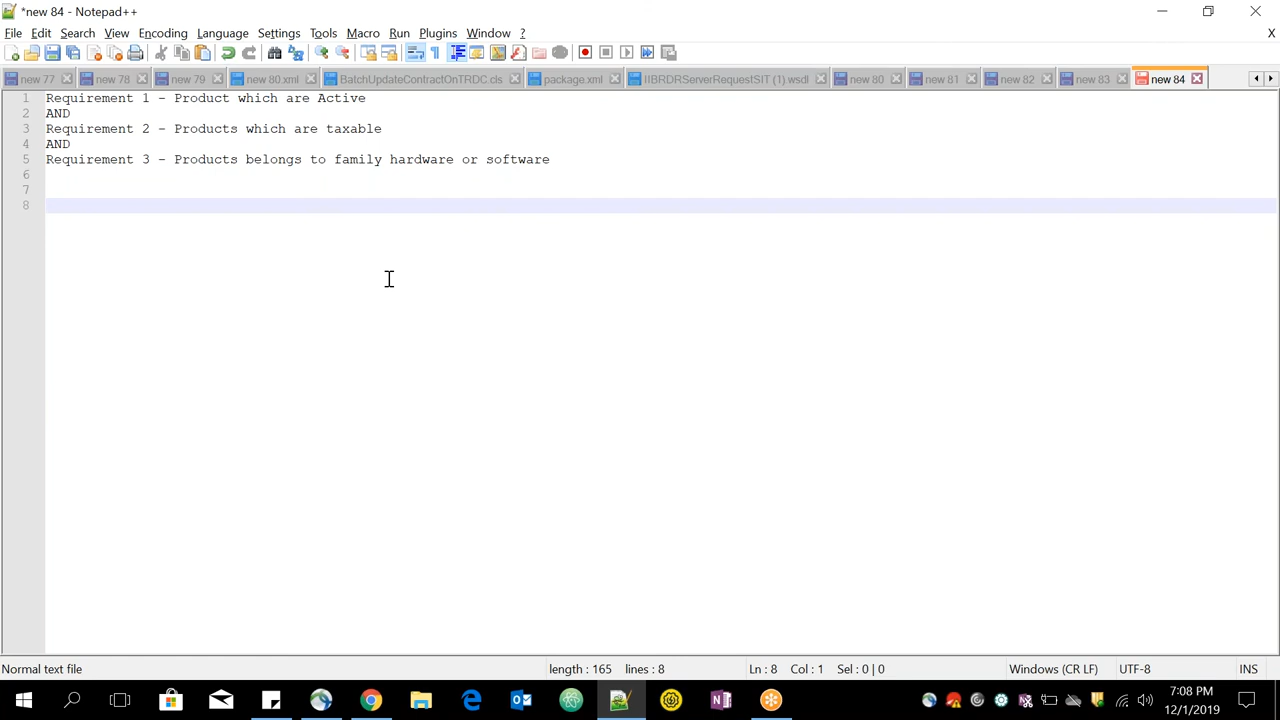 *new 84 - Notepad++
File Edit Search View Encoding Language Settings Tools Macro Run Plugins Window ? X
new 77 new 78 new 79 new 80.xml BatchUpdateContractOnTRDC.cls package.xml IIBRDRServerRequestSIT (1).wsdl new 80 new 81 new 82 new 83 new 84
1 Requirement 1 - Product which are Active
2 AND
3 Requirement 2 - Products which are taxable
4 AND
5 Requirement 3 - Products belongs to family hardware or software
6
7
8
Normal text file length : 165 lines : 8 Ln : 8 Col : 1 Sel : 0 | 0 Windows (CR LF) UTF-8 INS
7:08 PM
12/1/2019